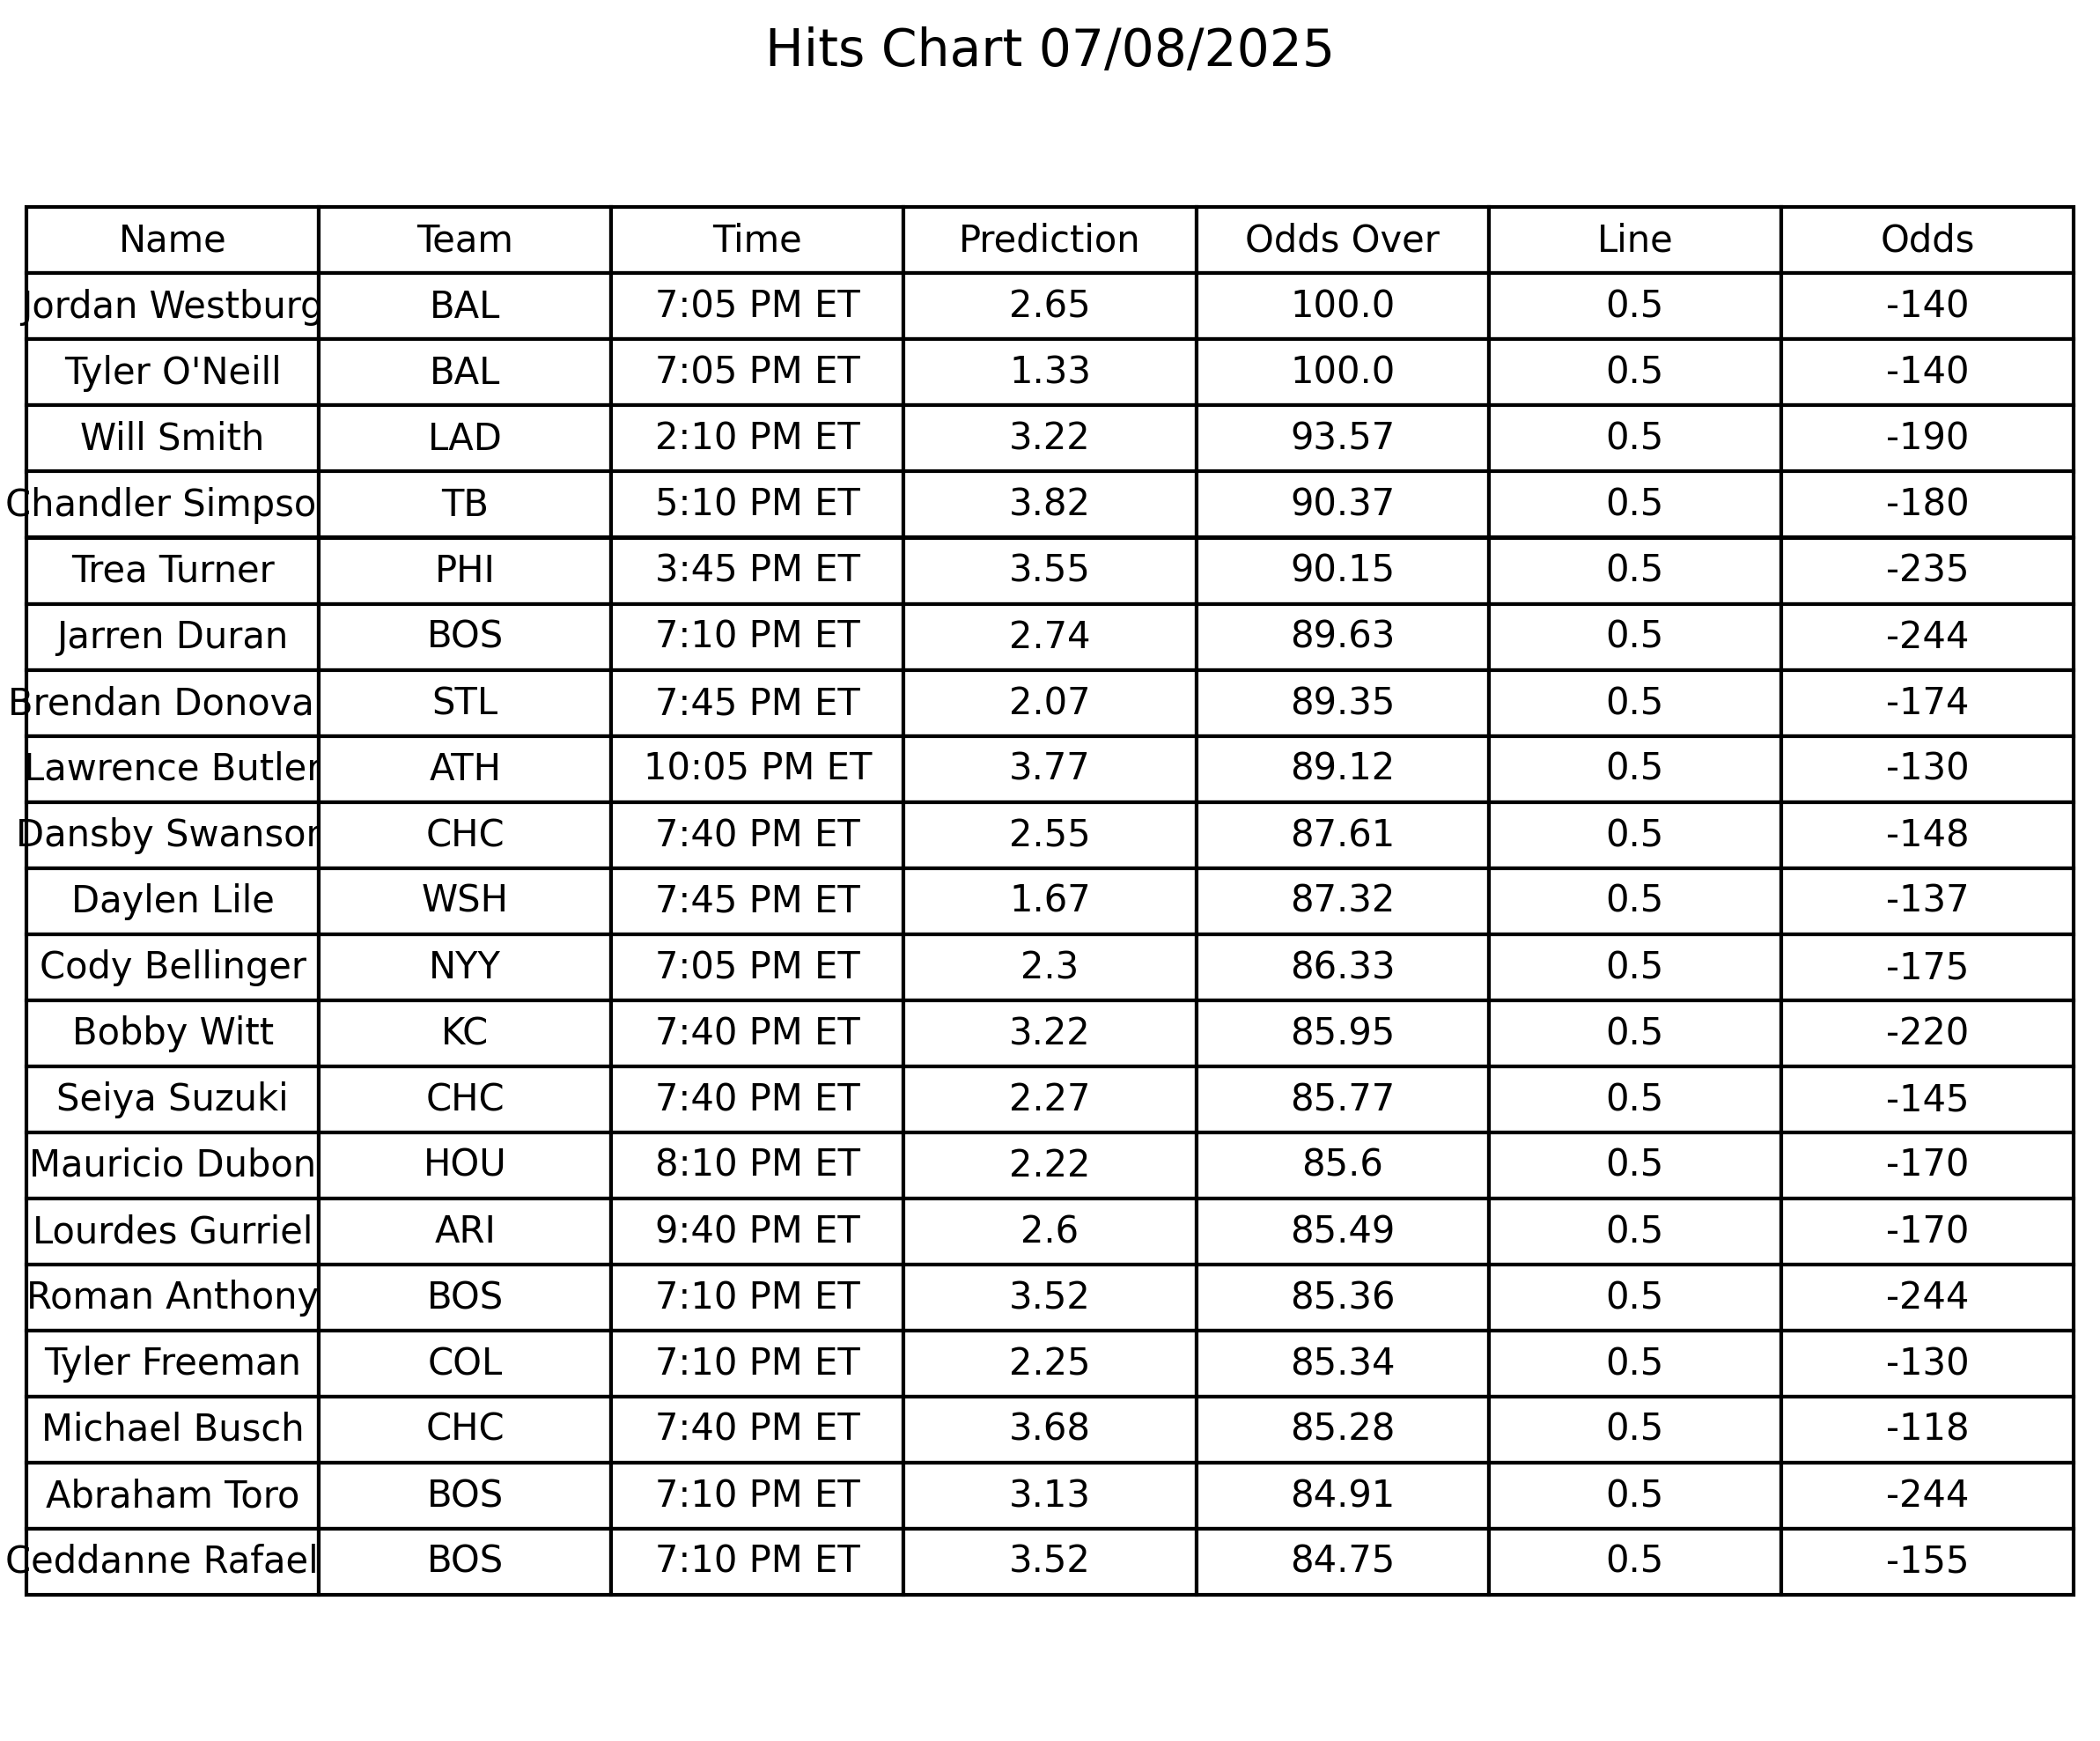 Hits Chart 07/08/2025
Name Team Time Prediction Odds Over Line Odds
Jordan Westburg BAL 7:05 PM ET 2.65 100.0 0.5 -140
Tyler O'Neill BAL 7:05 PM ET 1.33 100.0 0.5 -140
Will Smith LAD 2:10 PM ET 3.22 93.57 0.5 -190
Chandler Simpso TB 5:10 PM ET 3.82 90.37 0.5 -180
Trea Turner PHI 3:45 PM ET 3.55 90.15 0.5 -235
Jarren Duran BOS 7:10 PM ET 2.74 89.63 0.5 -244
Brendan Donova STL 7:45 PM ET 2.07 89.35 0.5 -174
Lawrence Butler ATH 10:05 PM ET 3.77 89.12 0.5 -130
Dansby Swanson CHC 7:40 PM ET 2.55 87.61 0.5 -148
Daylen Lile WSH 7:45 PM ET 1.67 87.32 0.5 -137
Cody Bellinger NYY 7:05 PM ET 2.3 86.33 0.5 -175
Bobby Witt KC 7:40 PM ET 3.22 85.95 0.5 -220
Seiya Suzuki CHC 7:40 PM ET 2.27 85.77 0.5 -145
Mauricio Dubon HOU 8:10 PM ET 2.22 85.6 0.5 -170
Lourdes Gurriel ARI 9:40 PM ET 2.6 85.49 0.5 -170
Roman Anthony BOS 7:10 PM ET 3.52 85.36 0.5 -244
Tyler Freeman COL 7:10 PM ET 2.25 85.34 0.5 -130
Michael Busch CHC 7:40 PM ET 3.68 85.28 0.5 -118
Abraham Toro BOS 7:10 PM ET 3.13 84.91 0.5 -244
Ceddanne Rafael BOS 7:10 PM ET 3.52 84.75 0.5 -155